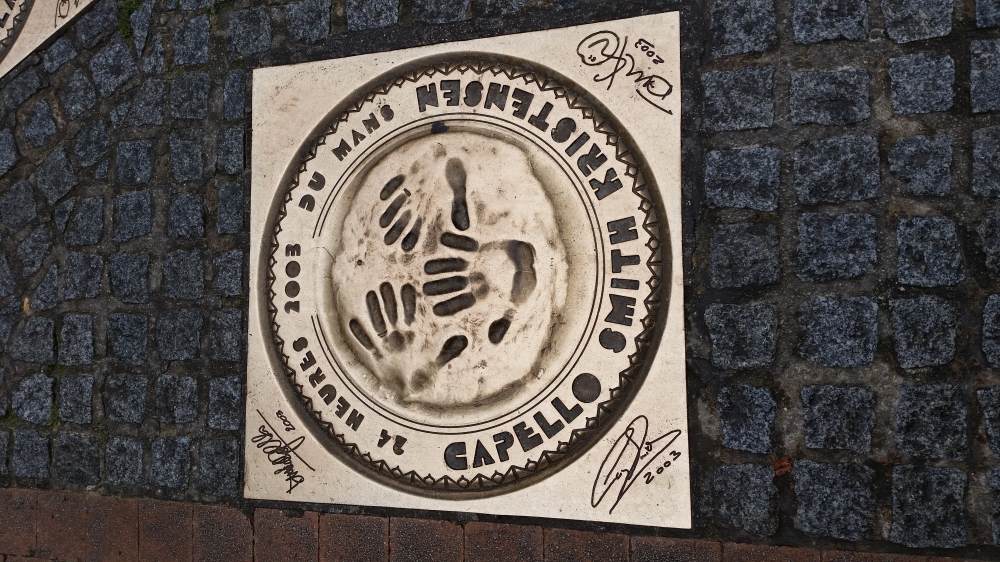 CAPELLO SMITH KRISTENSEN
24 HEURES 2003 DU MANS
2003
2003
2003